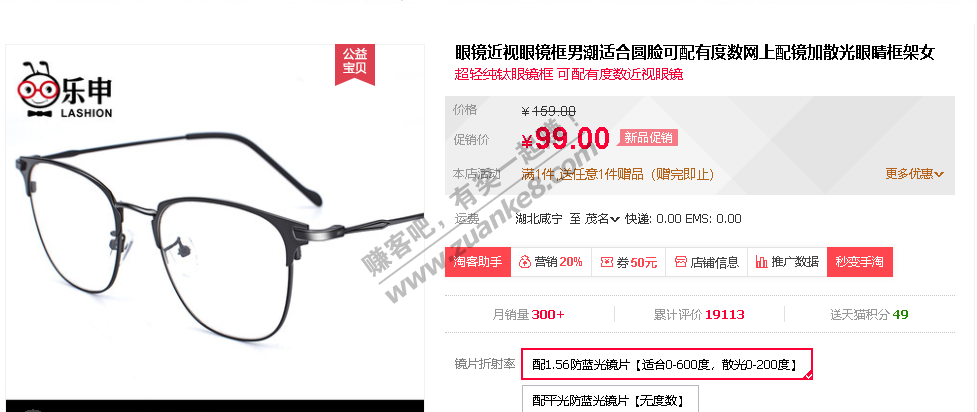 眼镜近视眼镜框男潮适合圆脸可配有度数网上配镜加散光眼睛框架女
超轻纯钛眼镜框 可配有度数近视眼镜
公益
宝贝
乐申
LASHION
价格 ¥159.00
促销价 ¥99.00 新品促销
本店活动 满1件,送任意1件赠品（赠完即止） 更多优惠
运费 湖北咸宁 至 茂名 快递: 0.00 EMS: 0.00
淘客助手 营销20% 券50元 店铺信息 推广数据 秒变手淘
月销量 300+ 累计评价 19113 送天猫积分 49
镜片折射率 配1.56防蓝光镜片【适合0-600度，散光0-200度】
配平光防蓝光镜片【无度数】
赚客吧，有奖一起赚！
www.zuanke8.com